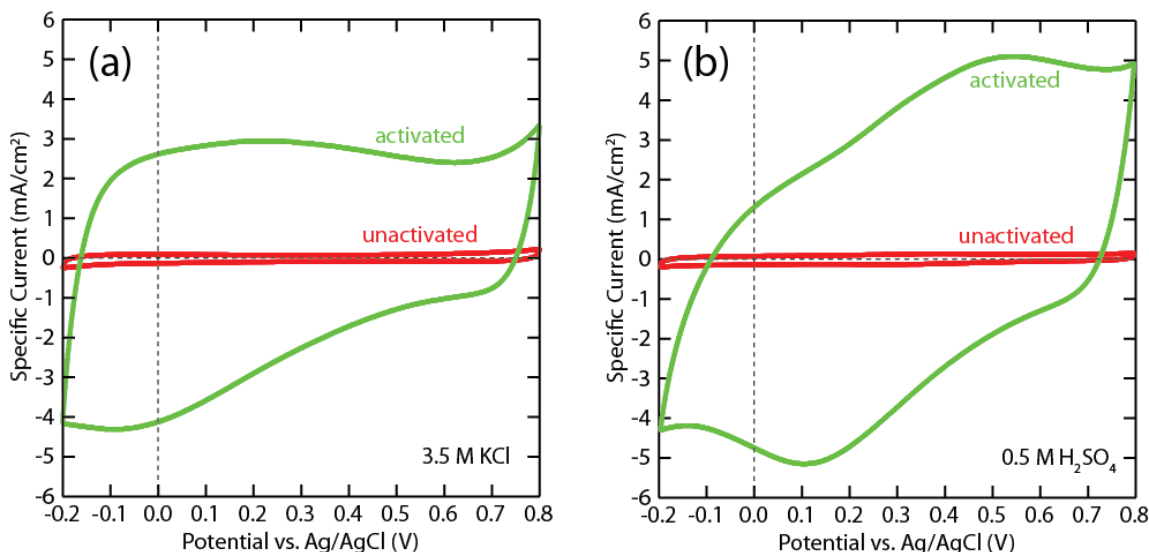 (a)
6
5
4
3
2
1
0
-1
-2
-3
-4
-5
-6
Specific Current (mA/cm²)
activated
unactivated
3.5 M KCl
-0.2 0.0 0.1 0.2 0.3 0.4 0.5 0.6 0.7 0.8
Potential vs. Ag/AgCl (V)
(b)
6
5
4
3
2
1
0
-1
-2
-3
-4
-5
-6
Specific Current (mA/cm²)
activated
unactivated
0.5 M H₂SO₄
-0.2 -0.1 0.0 0.1 0.2 0.3 0.4 0.5 0.6 0.7 0.8
Potential vs. Ag/AgCl (V)